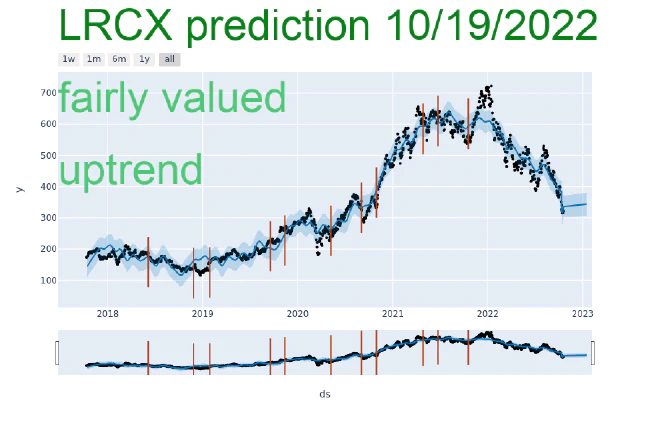 LRCX prediction 10/19/2022
1w 1m 6m 1y all
fairly valued
uptrend
700
600
500
400
300
200
100
y
2018 2019 2020 2021 2022 2023
ds